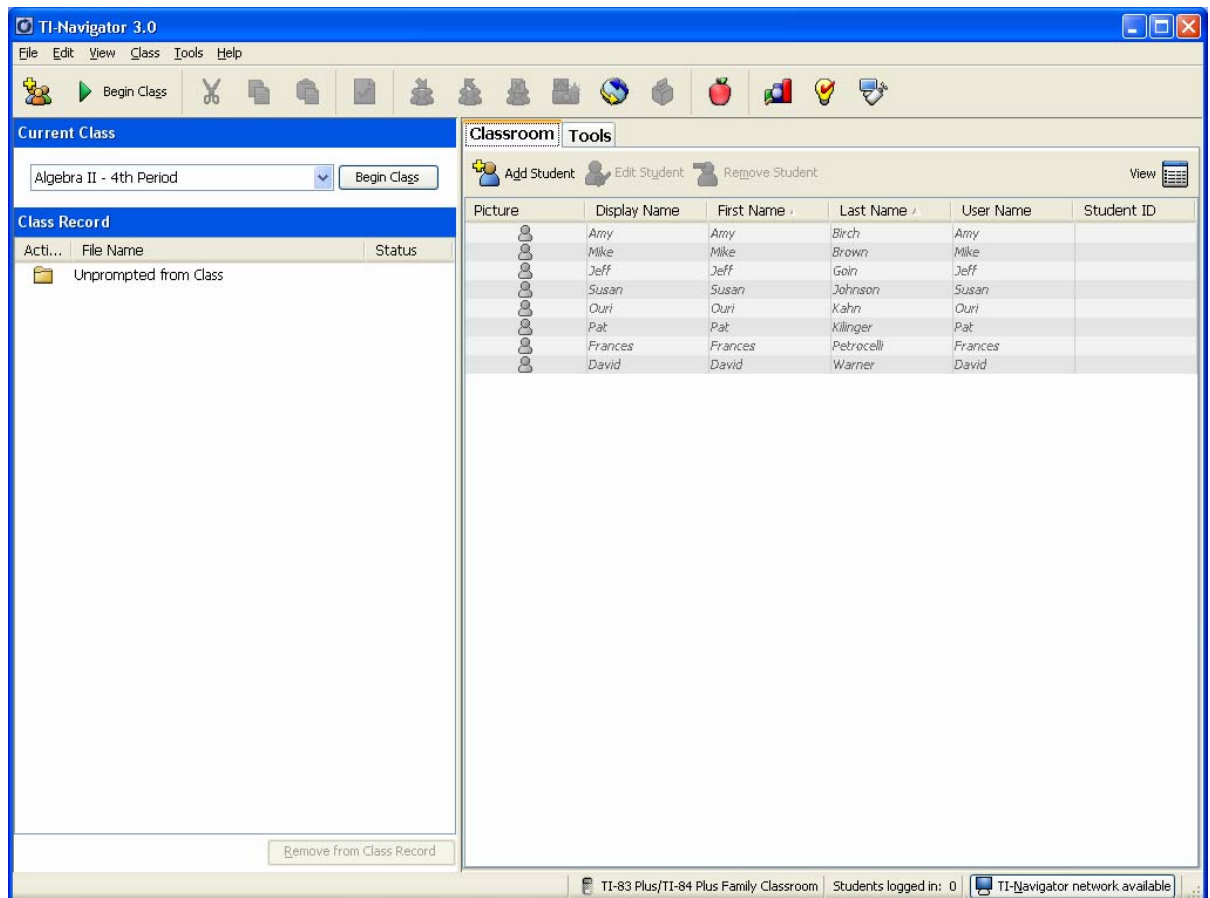 TI-Navigator 3.0
File Edit View Class Tools Help
Begin Class
Current Class
Algebra II - 4th Period Begin Class
Class Record
Acti... File Name Status
Unprompted from Class
Remove from Class Record
Classroom Tools
Add Student Edit Student Remove Student View
Picture Display Name First Name Last Name User Name Student ID
Amy Amy Birch Amy
Mike Mike Brown Mike
Jeff Jeff Goin Jeff
Susan Susan Johnson Susan
Ouri Ouri Kahn Ouri
Pat Pat Kilinger Pat
Frances Frances Petrocelli Frances
David David Warner David
TI-83 Plus/TI-84 Plus Family Classroom Students logged in: 0 TI-Navigator network available